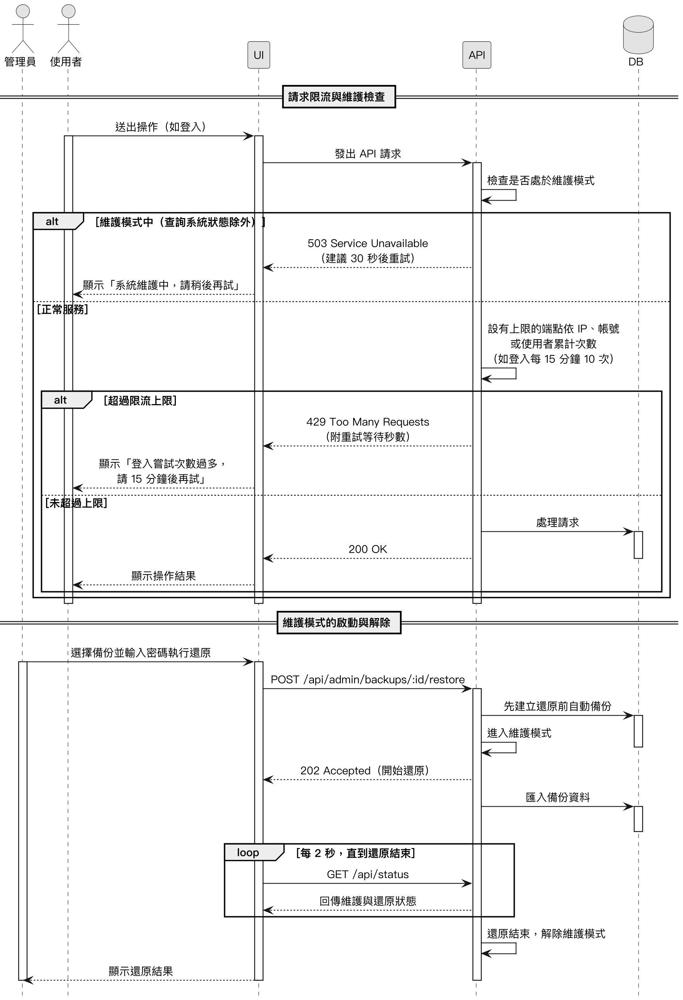 管理員
使用者
UI
API
DB
請求限流與維護檢查
送出操作（如登入）
發出 API 請求
檢查是否處於維護模式
alt
［維護模式中（查詢系統狀態除外）］
503 Service Unavailable
（建議 30 秒後重試）
顯示「系統維護中，請稍後再試」
［正常服務］
設有上限的端點依 IP、帳號
或使用者累計次數
（如登入每 15 分鐘 10 次）
alt
［超過限流上限］
429 Too Many Requests
（附重試等待秒數）
顯示「登入嘗試次數過多，
請 15 分鐘後再試」
［未超過上限］
處理請求
200 OK
顯示操作結果
維護模式的啟動與解除
選擇備份並輸入密碼執行還原
POST /api/admin/backups/:id/restore
先建立還原前自動備份
進入維護模式
202 Accepted（開始還原）
匯入備份資料
loop
［每 2 秒，直到還原結束］
GET /api/status
回傳維護與還原狀態
還原結束，解除維護模式
顯示還原結果